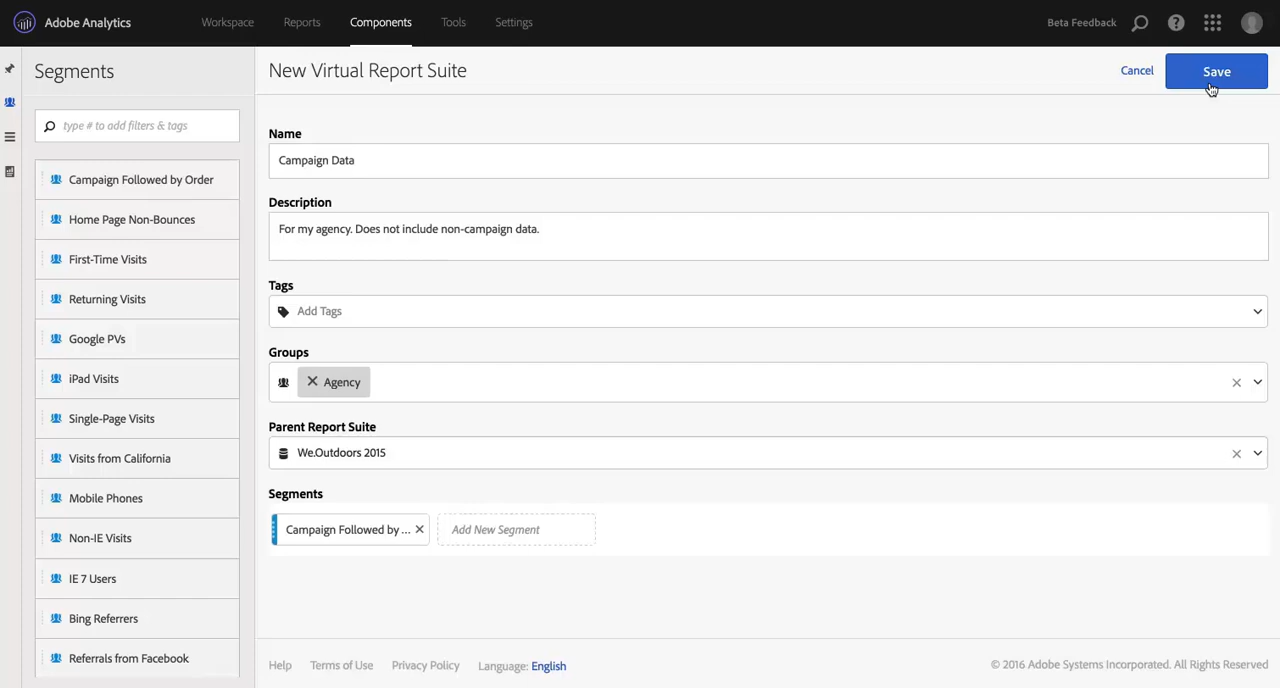 Adobe Analytics
Workspace
Reports
Components
Tools
Settings
Beta Feedback
Segments
type # to add filters & tags
Campaign Followed by Order
Home Page Non-Bounces
First-Time Visits
Returning Visits
Google PVs
iPad Visits
Single-Page Visits
Visits from California
Mobile Phones
Non-IE Visits
IE 7 Users
Bing Referrers
Referrals from Facebook
New Virtual Report Suite
Cancel
Save
Name
Campaign Data
Description
For my agency. Does not include non-campaign data.
Tags
Add Tags
Groups
Agency
Parent Report Suite
We.Outdoors 2015
Segments
Campaign Followed by ...
Add New Segment
Help
Terms of Use
Privacy Policy
Language: English
© 2016 Adobe Systems Incorporated. All Rights Reserved